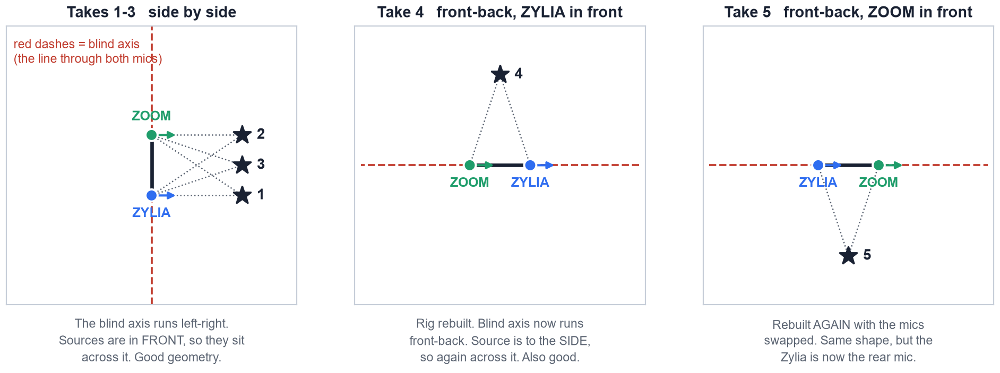 Takes 1-3   side by side
red dashes = blind axis
(the line through both mics)
ZOOM
2
3
1
ZYLIA
The blind axis runs left-right.
Sources are in FRONT, so they sit
across it. Good geometry.
Take 4   front-back, ZYLIA in front
4
ZOOM
ZYLIA
Rig rebuilt. Blind axis now runs
front-back. Source is to the SIDE,
so again across it. Also good.
Take 5   front-back, ZOOM in front
ZYLIA
ZOOM
5
Rebuilt AGAIN with the mics
swapped. Same shape, but the
Zylia is now the rear mic.